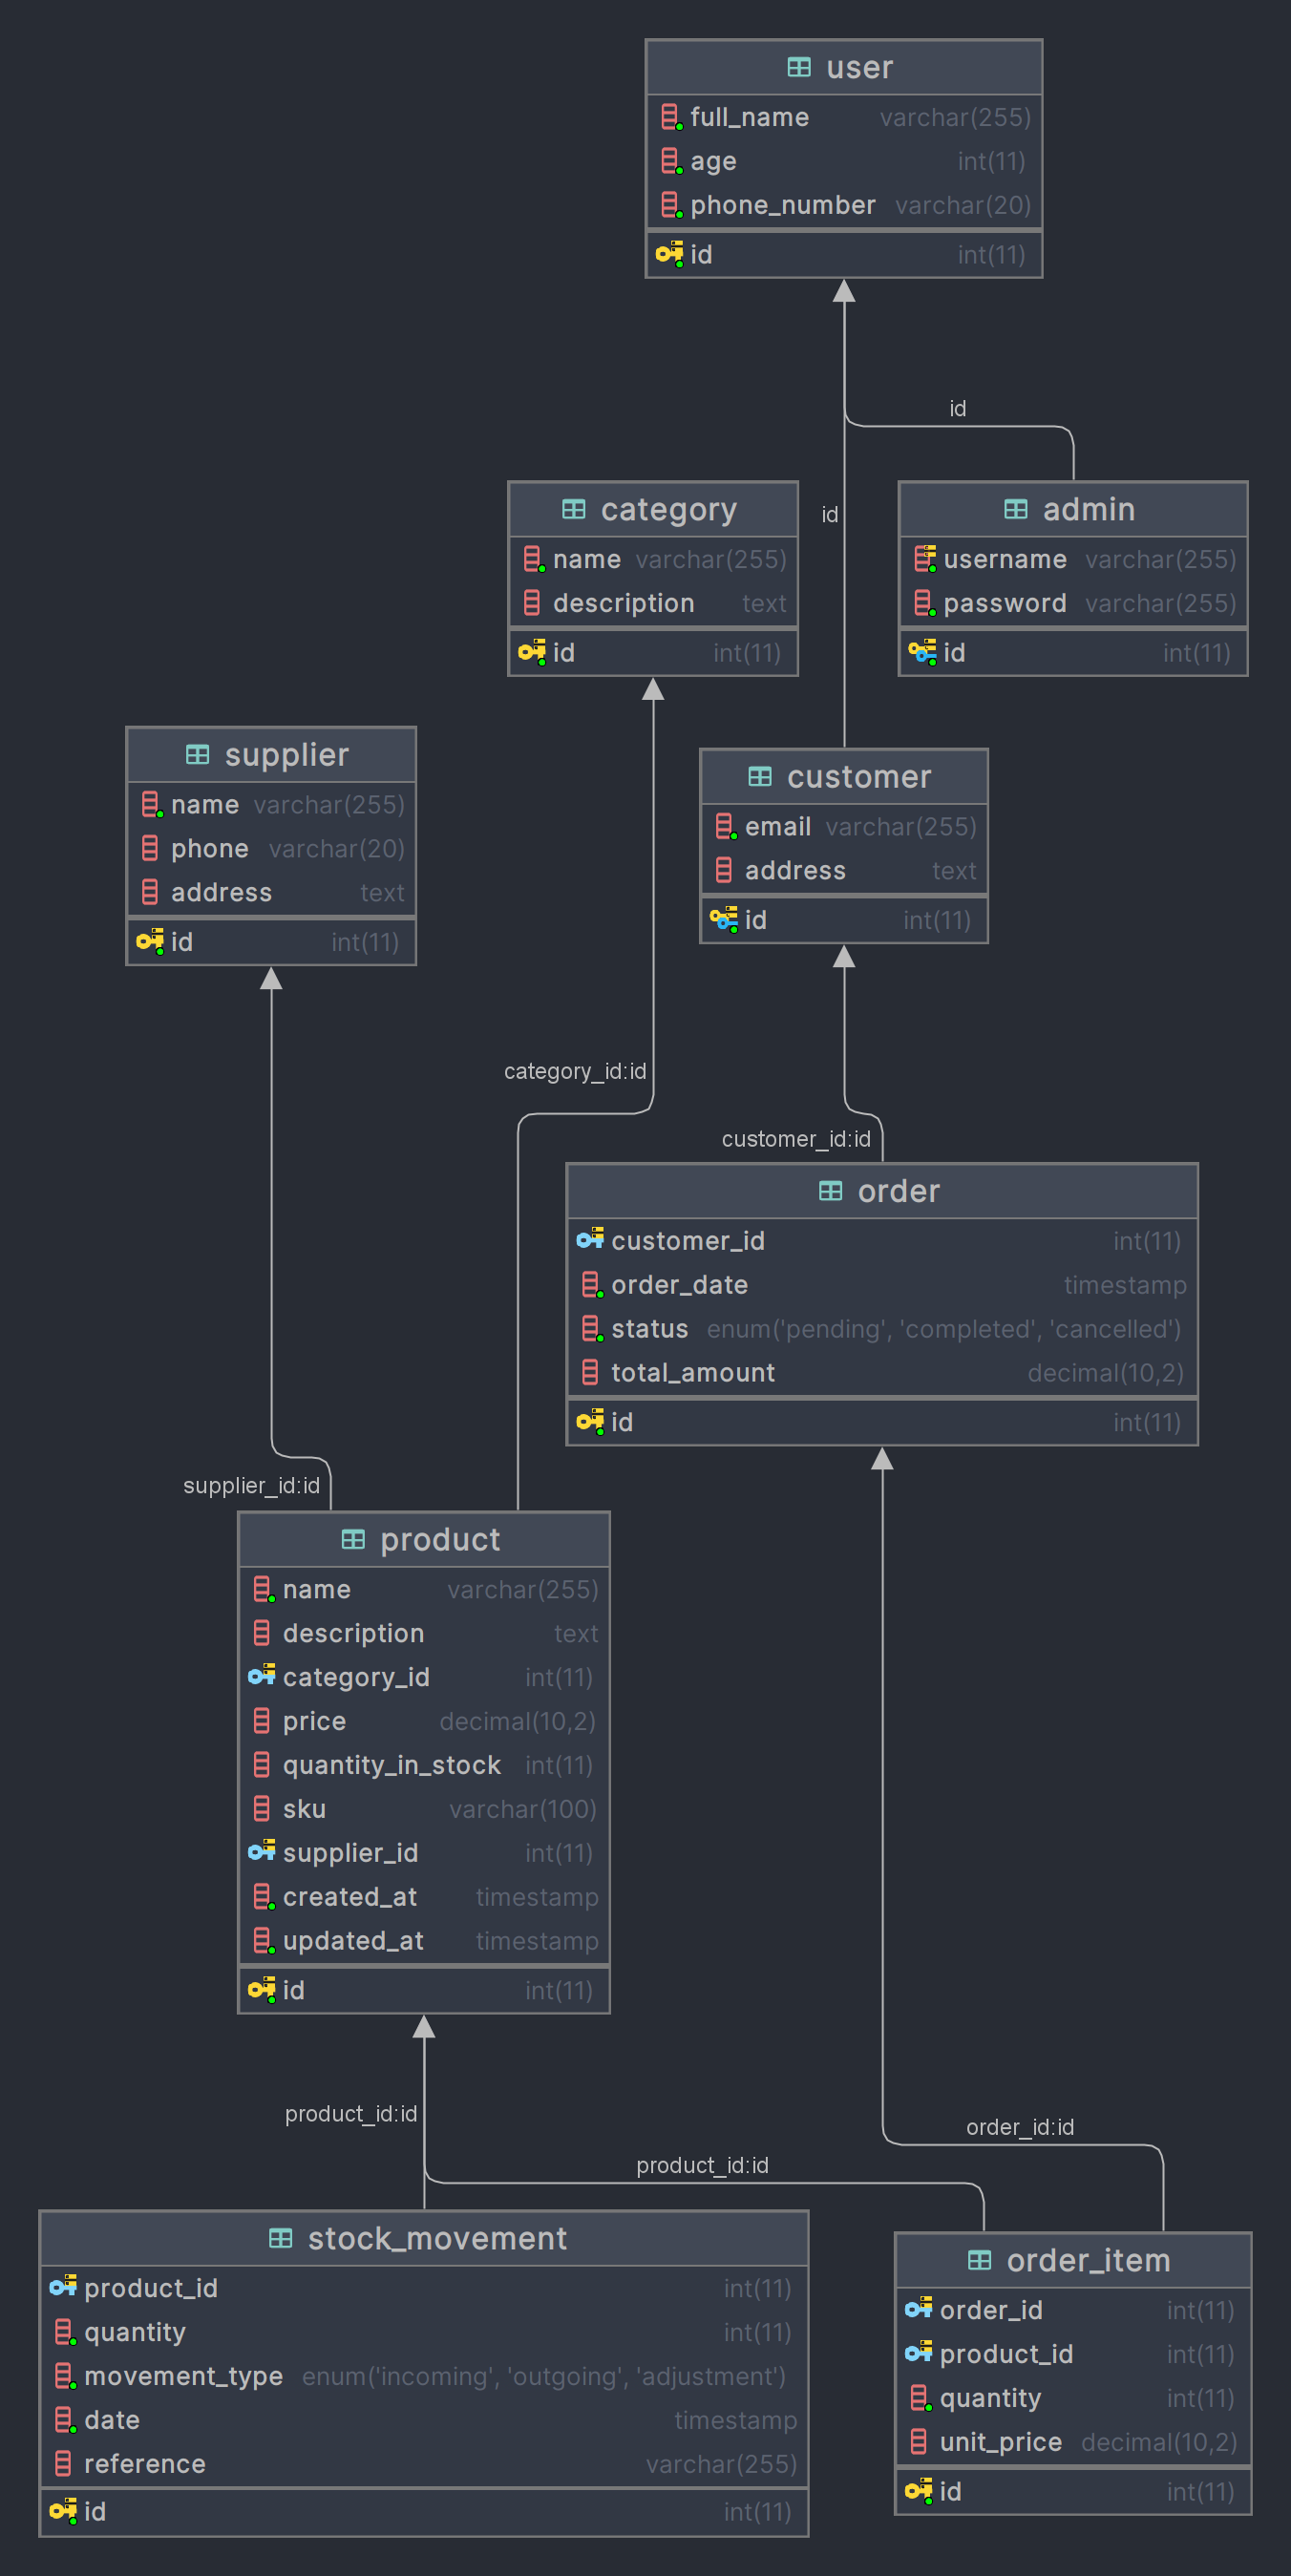 user
full_name varchar(255)
age int(11)
phone_number varchar(20)
id int(11)
id
id
category
name varchar(255)
description text
id int(11)
admin
username varchar(255)
password varchar(255)
id int(11)
supplier
name varchar(255)
phone varchar(20)
address text
id int(11)
customer
email varchar(255)
address text
id int(11)
category_id:id
customer_id:id
order
customer_id int(11)
order_date timestamp
status enum('pending', 'completed', 'cancelled')
total_amount decimal(10,2)
id int(11)
supplier_id:id
product
name varchar(255)
description text
category_id int(11)
price decimal(10,2)
quantity_in_stock int(11)
sku varchar(100)
supplier_id int(11)
created_at timestamp
updated_at timestamp
id int(11)
product_id:id
order_id:id
product_id:id
stock_movement
product_id int(11)
quantity int(11)
movement_type enum('incoming', 'outgoing', 'adjustment')
date timestamp
reference varchar(255)
id int(11)
order_item
order_id int(11)
product_id int(11)
quantity int(11)
unit_price decimal(10,2)
id int(11)